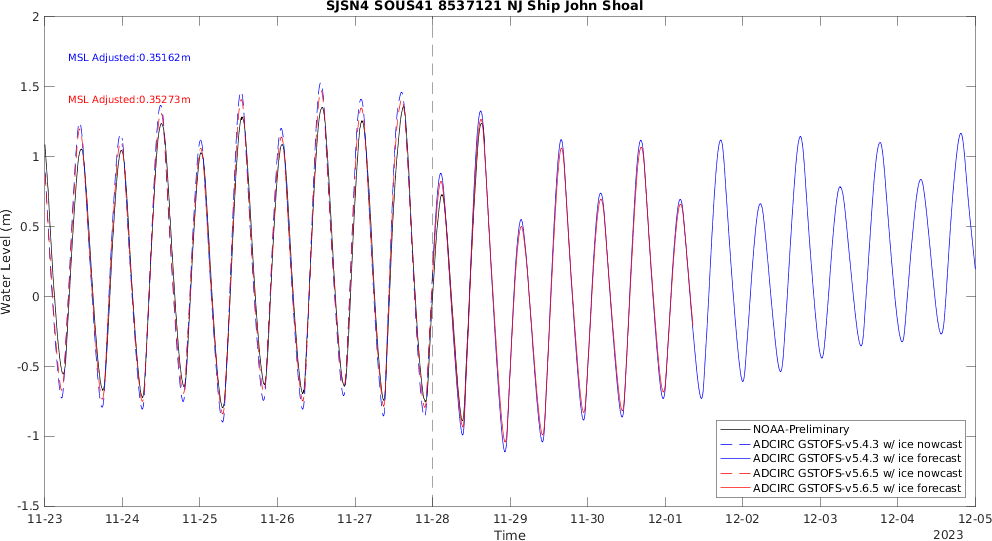 SJSN4 SOUS41 8537121 NJ Ship John Shoal
MSL Adjusted:0.35162m
MSL Adjusted:0.35273m
Water Level (m)
2
1.5
1
0.5
0
-0.5
-1
-1.5
NOAA-Preliminary
ADCIRC GSTOFS-v5.4.3 w/ ice nowcast
ADCIRC GSTOFS-v5.4.3 w/ ice forecast
ADCIRC GSTOFS-v5.6.5 w/ ice nowcast
ADCIRC GSTOFS-v5.6.5 w/ ice forecast
11-23 11-24 11-25 11-26 11-27 11-28 11-29 11-30 12-01 12-02 12-03 12-04 12-05
Time
2023